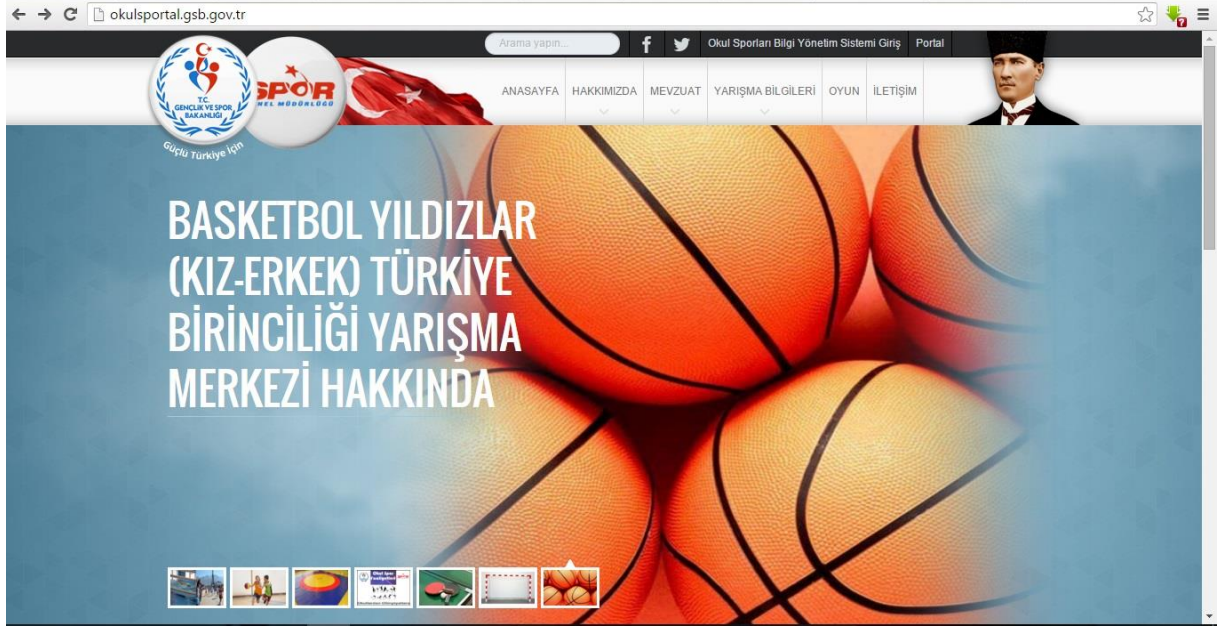 okulsportal.gsb.gov.tr
Arama yapın...
Okul Sporları Bilgi Yönetim Sistemi Giriş
Portal
T.C.
GENÇLİK VE SPOR
BAKANLIĞI
Güçlü Türkiye İçin
SPOR
GENEL MÜDÜRLÜĞÜ
ANASAYFA
HAKKIMIZDA
MEVZUAT
YARIŞMA BİLGİLERİ
OYUN
İLETİŞİM
BASKETBOL YILDIZLAR
(KIZ-ERKEK) TÜRKİYE
BİRİNCİLİĞİ YARIŞMA
MERKEZİ HAKKINDA